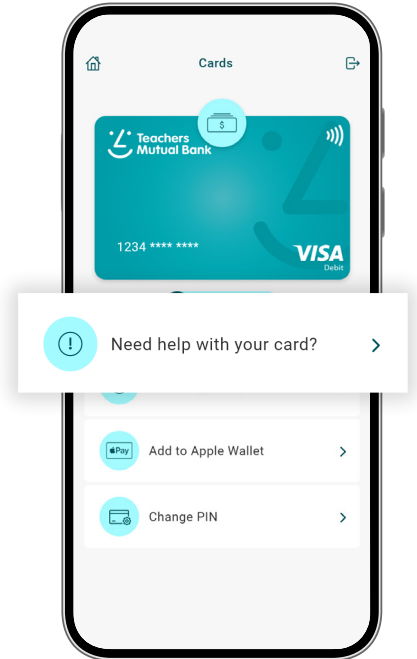 Cards
$
Teachers
Mutual Bank
1234 **** ****
VISA
Debit
Need help with your card?
Pay
Add to Apple Wallet
Change PIN